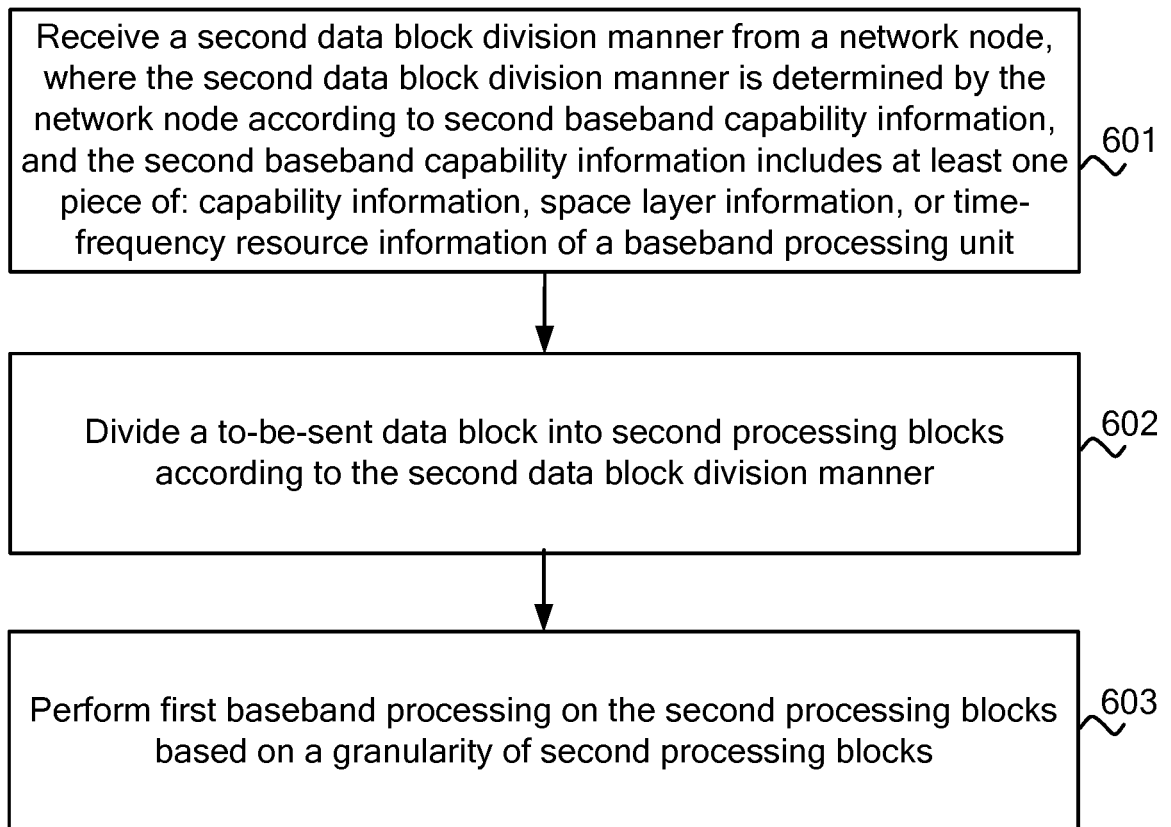 Receive a second data block division manner from a network node,
where the second data block division manner is determined by the
network node according to second baseband capability information,
and the second baseband capability information includes at least one
piece of: capability information, space layer information, or time-
frequency resource information of a baseband processing unit
601
Divide a to-be-sent data block into second processing blocks
according to the second data block division manner
602
Perform first baseband processing on the second processing blocks
based on a granularity of second processing blocks
603